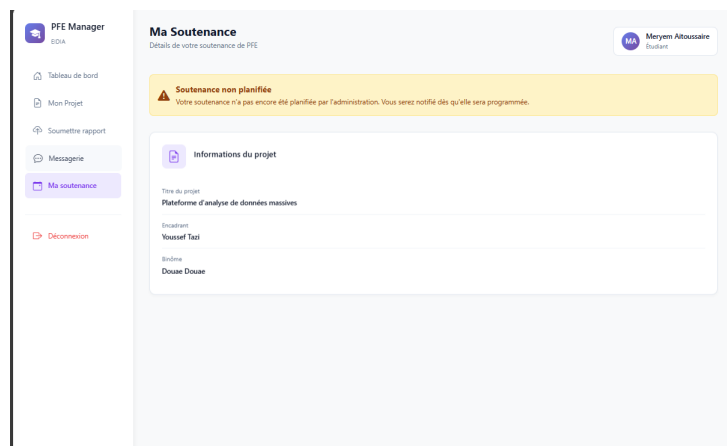 PFE Manager
EDIA
Tableau de bord
Mon Projet
Soumettre rapport
Messagerie
Ma soutenance
Déconnexion
Ma Soutenance
Détails de votre soutenance de PFE
MA
Meryem Aitoussaire
Étudiant
Soutenance non planifiée
Votre soutenance n'a pas encore été planifiée par l'administration. Vous serez notifié dès qu'elle sera programmée.
Informations du projet
Titre du projet
Plateforme d'analyse de données massives
Encadrant
Youssef Tazi
Binôme
Douae Douae